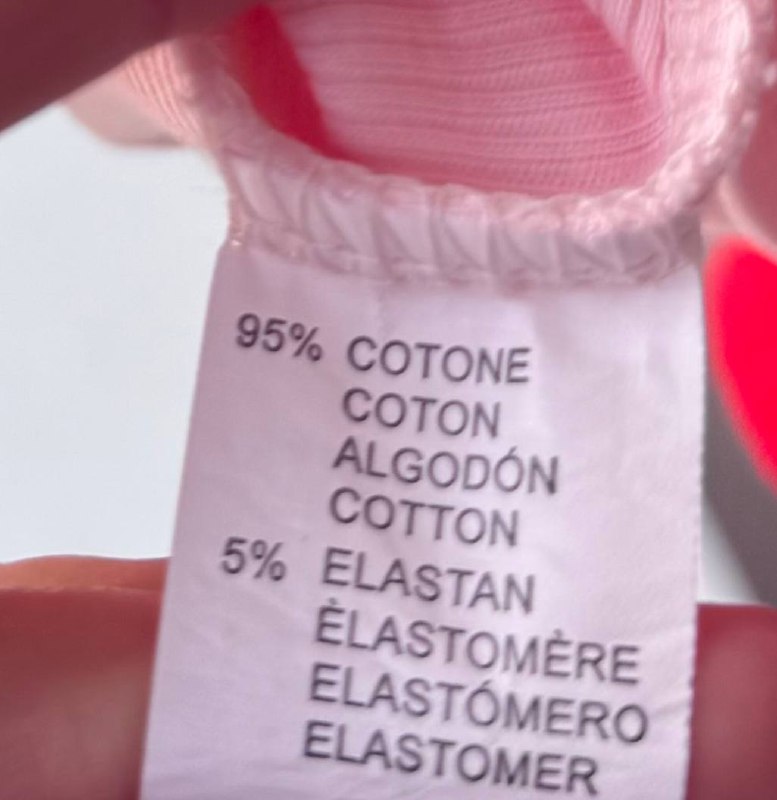 95% COTONE
COTON
ALGODÓN
COTTON
5% ELASTAN
ÈLASTOMÈRE
ELASTÓMERO
ELASTOMER